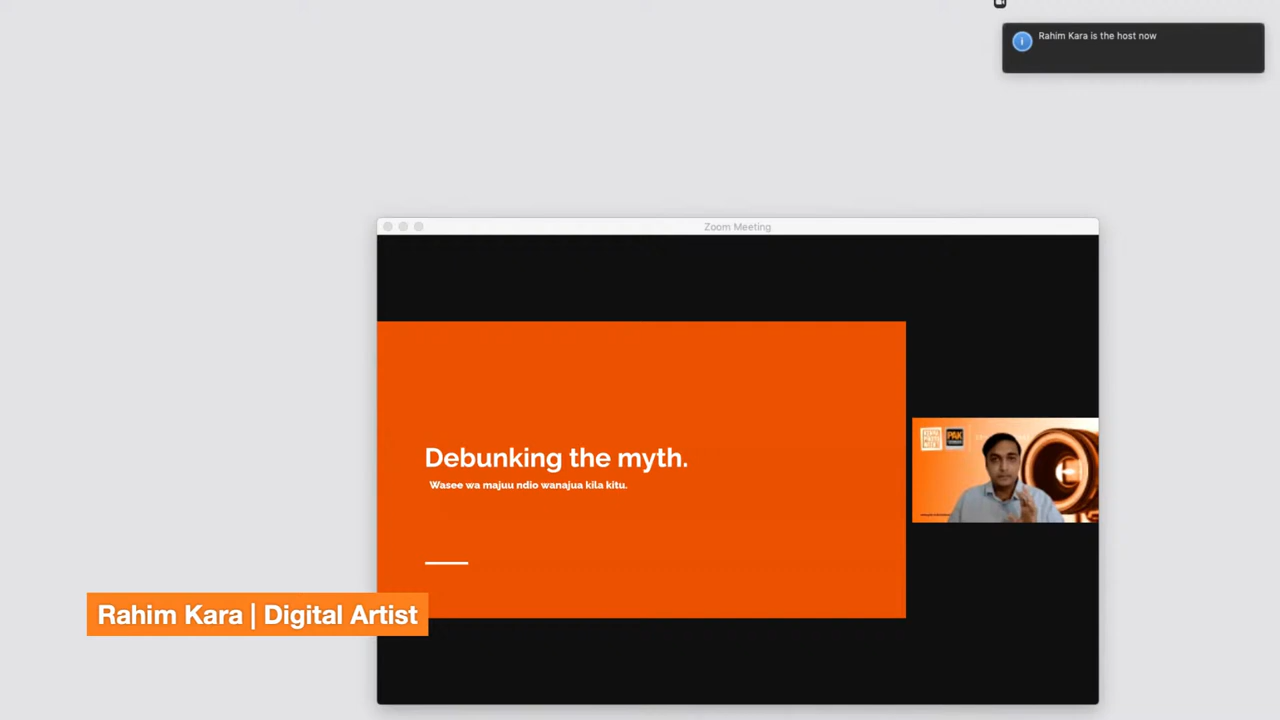 Rahim Kara is the host now
Zoom Meeting
Debunking the myth.
Wasee wa majuu ndio wanajua kila kitu.
PAK
Rahim Kara | Digital Artist